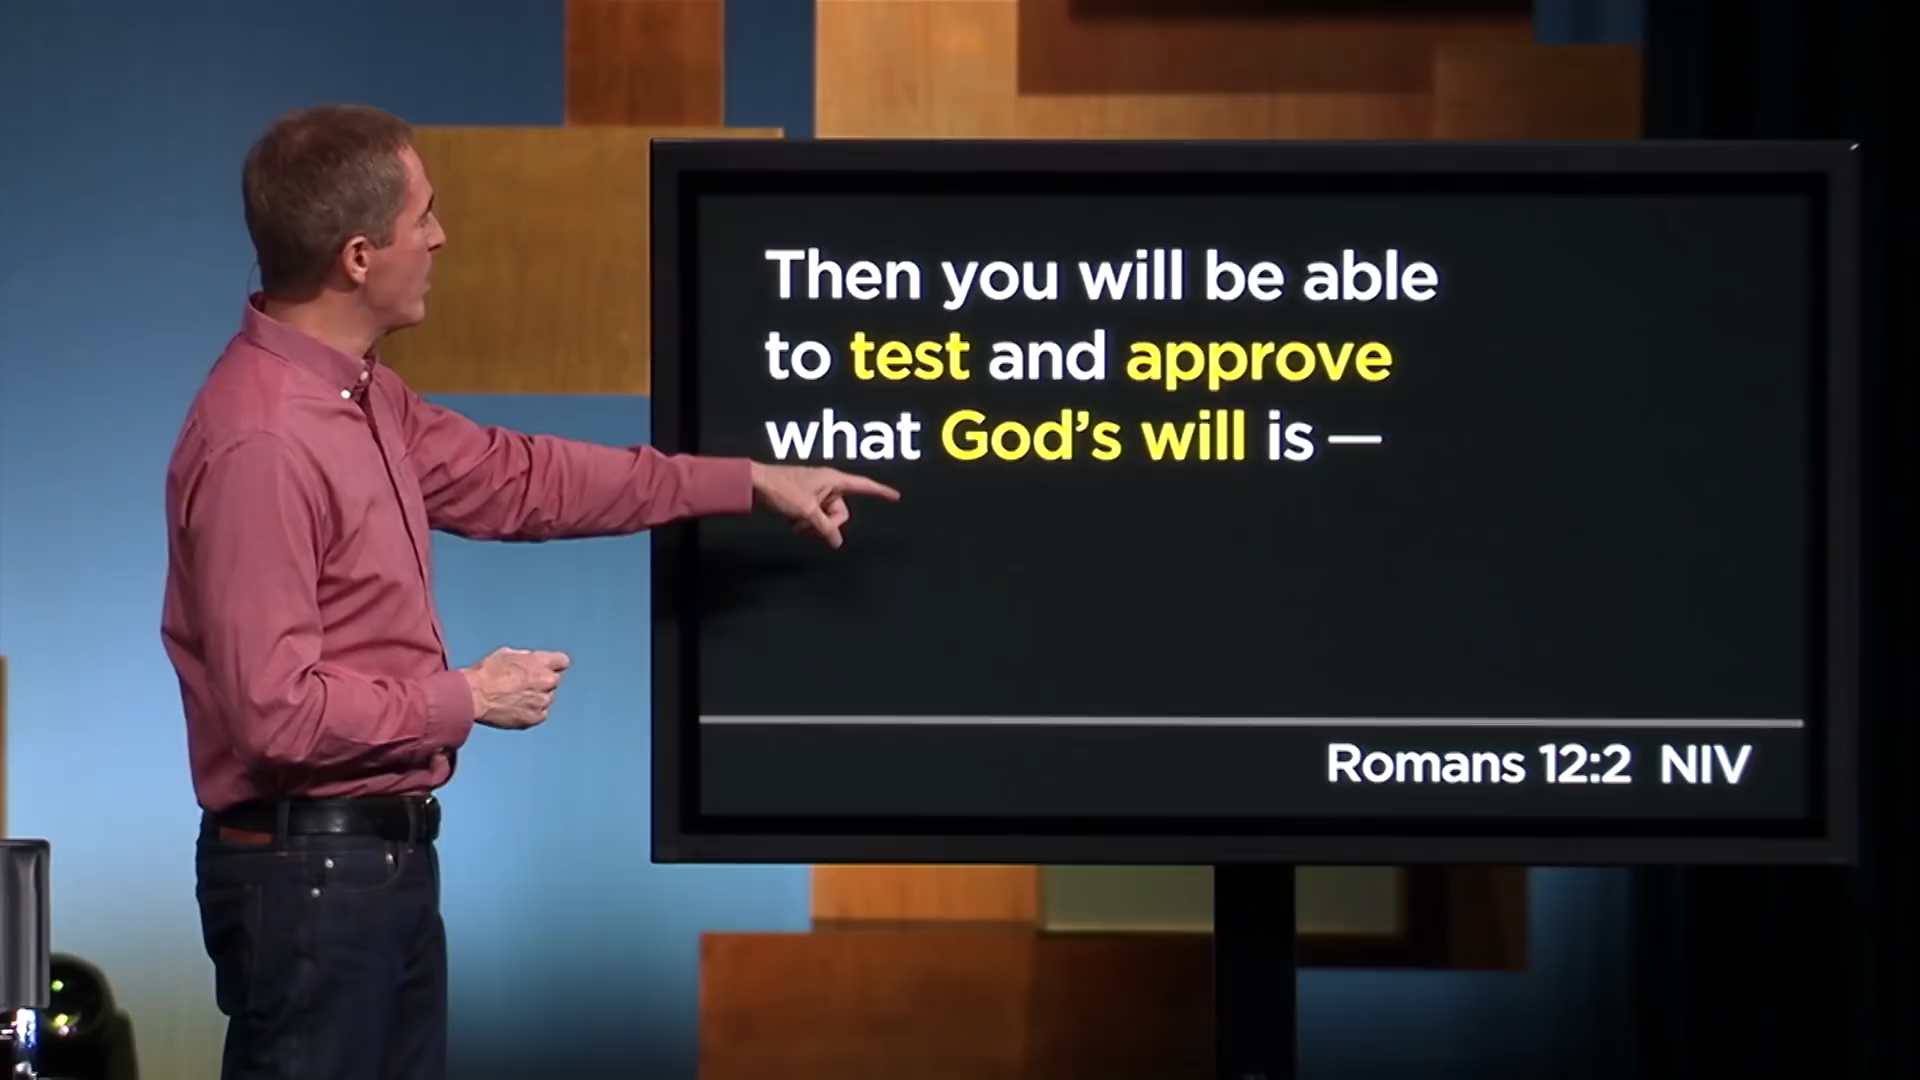 Then you will be able
to test and approve
what God’s will is —
Romans 12:2 NIV